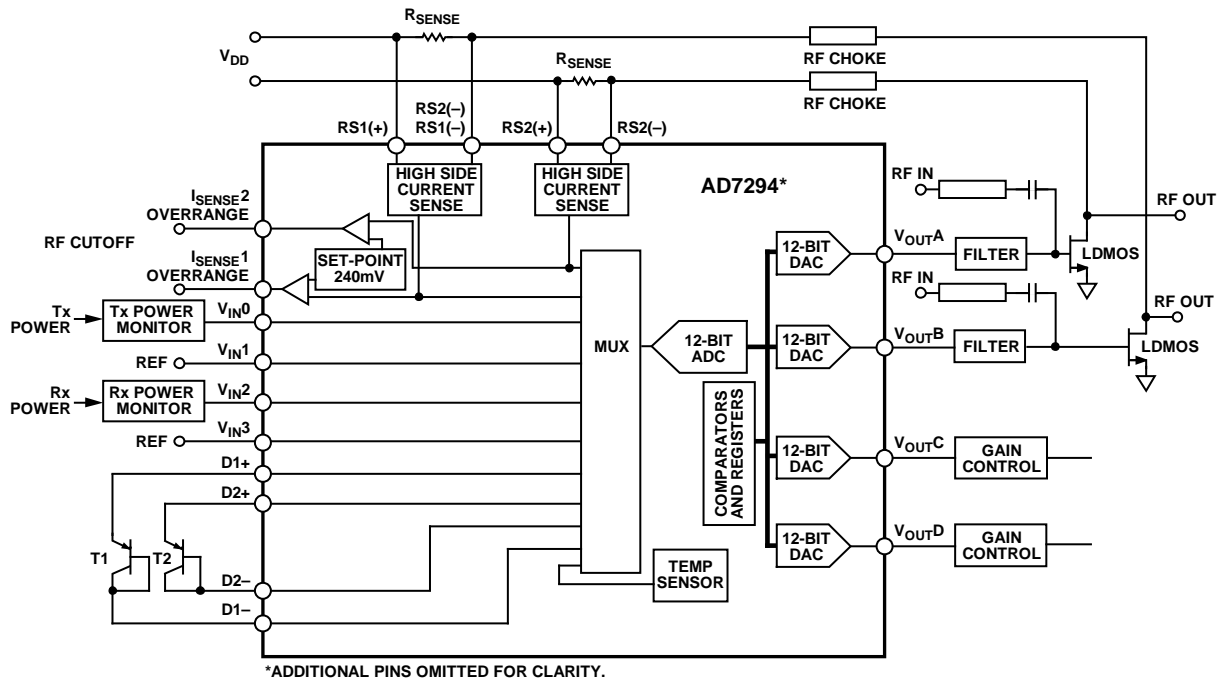 RSENSE
VDD
RSENSE
RF CHOKE
RF CHOKE
RS2(–)
RS1(+)
RS1(–)
RS2(+)
RS2(–)
HIGH SIDE
CURRENT
SENSE
HIGH SIDE
CURRENT
SENSE
AD7294*
RF IN
ISENSE2
OVERRANGE
RF OUT
RF CUTOFF
SET-POINT
240mV
12-BIT
DAC
VOUTA
FILTER
LDMOS
ISENSE1
OVERRANGE
RF IN
Tx
POWER
Tx POWER
MONITOR
VIN0
RF OUT
MUX
12-BIT
ADC
12-BIT
DAC
VOUTB
FILTER
LDMOS
REF
VIN1
Rx
POWER
Rx POWER
MONITOR
VIN2
COMPARATORS
AND REGISTERS
REF
VIN3
12-BIT
DAC
VOUTC
GAIN
CONTROL
D1+
D2+
12-BIT
DAC
VOUTD
GAIN
CONTROL
T1
T2
TEMP
SENSOR
D2–
D1–
*ADDITIONAL PINS OMITTED FOR CLARITY.